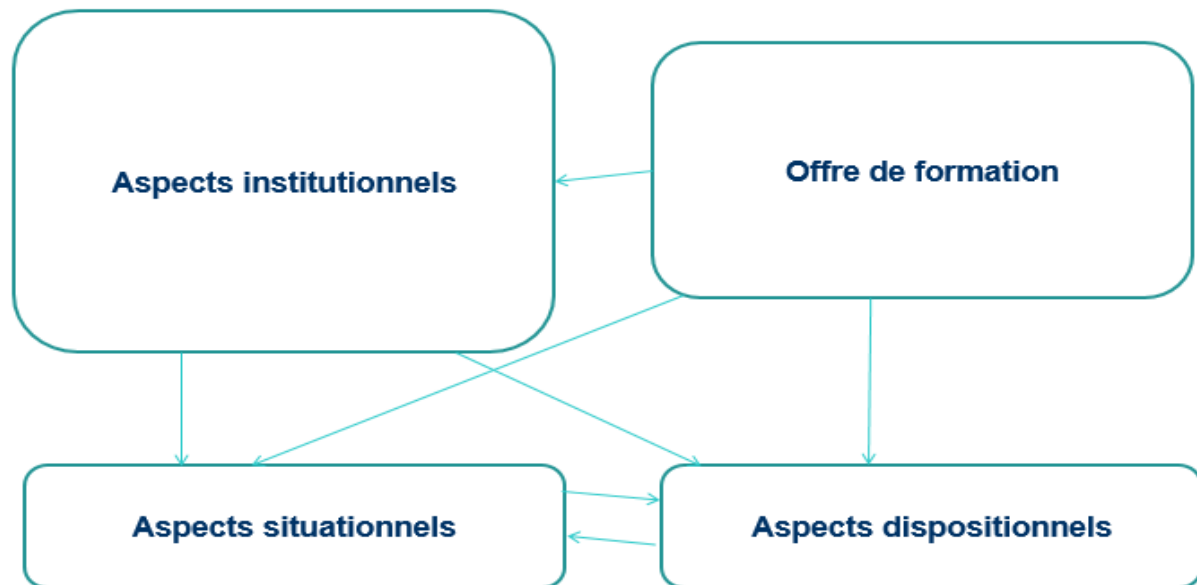 Aspects institutionnels
Offre de formation
Aspects situationnels
Aspects dispositionnels